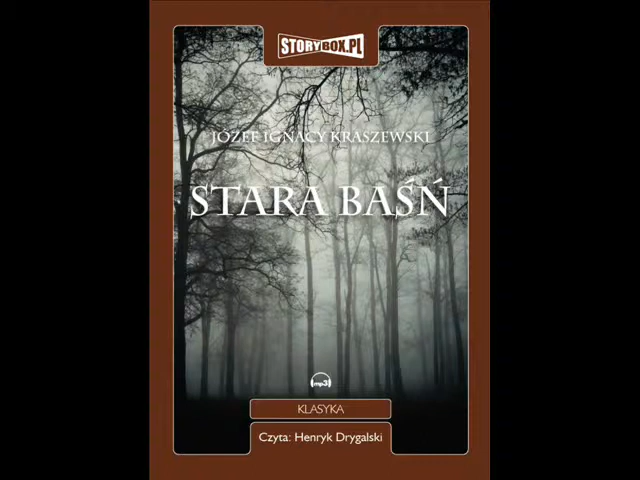 STORYBOX.PL
JÓZEF IGNACY KRASZEWSKI
STARA BAŚŃ
mp3
KLASYKA
Czyta: Henryk Drygalski